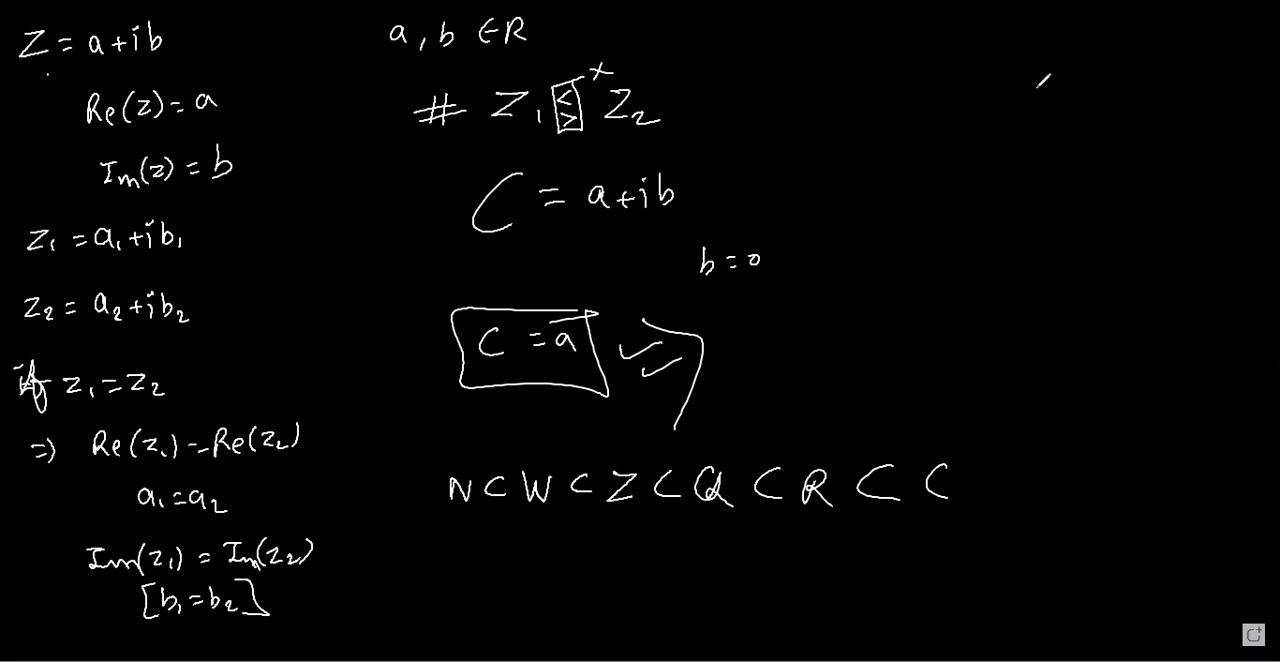 Z = a+ib
Re(z) = a
Im(z) = b
z₁ = a₁+ib₁
z₂ = a₂+ib₂
if z₁ = z₂
=> Re(z₁) = Re(z₂)
a₁ = a₂
Im(z₁) = Im(z₂)
[b₁ = b₂]
a, b ∈ R
# Z₁ [< >]ˣ Z₂
C = a+ib
b = 0
C = a
N ⊂ W ⊂ Z ⊂ Q ⊂ R ⊂ C